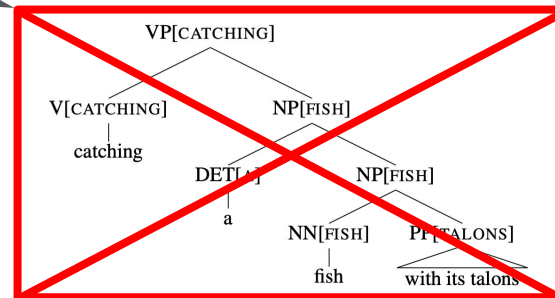 VP[CATCHING]
V[CATCHING] NP[FISH]
catching
DET[A] NP[FISH]
a
NN[FISH] PP[TALONS]
fish
with its talons